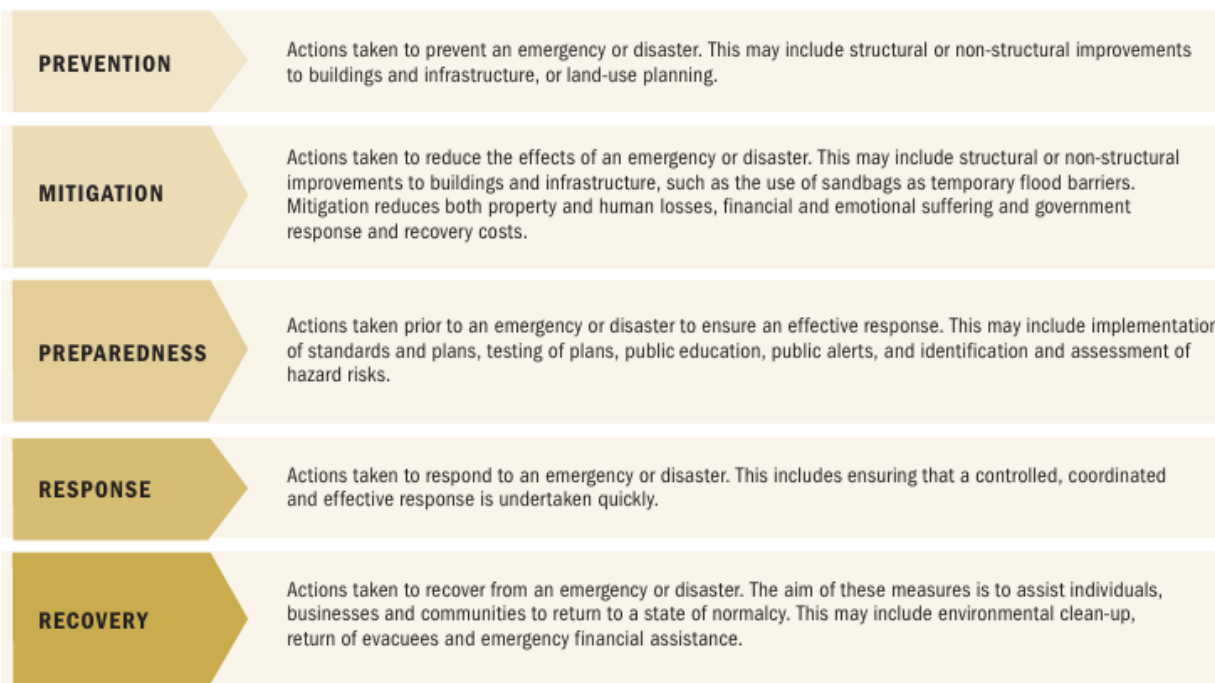 PREVENTION
Actions taken to prevent an emergency or disaster. This may include structural or non-structural improvements
to buildings and infrastructure, or land-use planning.
MITIGATION
Actions taken to reduce the effects of an emergency or disaster. This may include structural or non-structural
improvements to buildings and infrastructure, such as the use of sandbags as temporary flood barriers.
Mitigation reduces both property and human losses, financial and emotional suffering and government
response and recovery costs.
PREPAREDNESS
Actions taken prior to an emergency or disaster to ensure an effective response. This may include implementation
of standards and plans, testing of plans, public education, public alerts, and identification and assessment of
hazard risks.
RESPONSE
Actions taken to respond to an emergency or disaster. This includes ensuring that a controlled, coordinated
and effective response is undertaken quickly.
RECOVERY
Actions taken to recover from an emergency or disaster. The aim of these measures is to assist individuals,
businesses and communities to return to a state of normalcy. This may include environmental clean-up,
return of evacuees and emergency financial assistance.